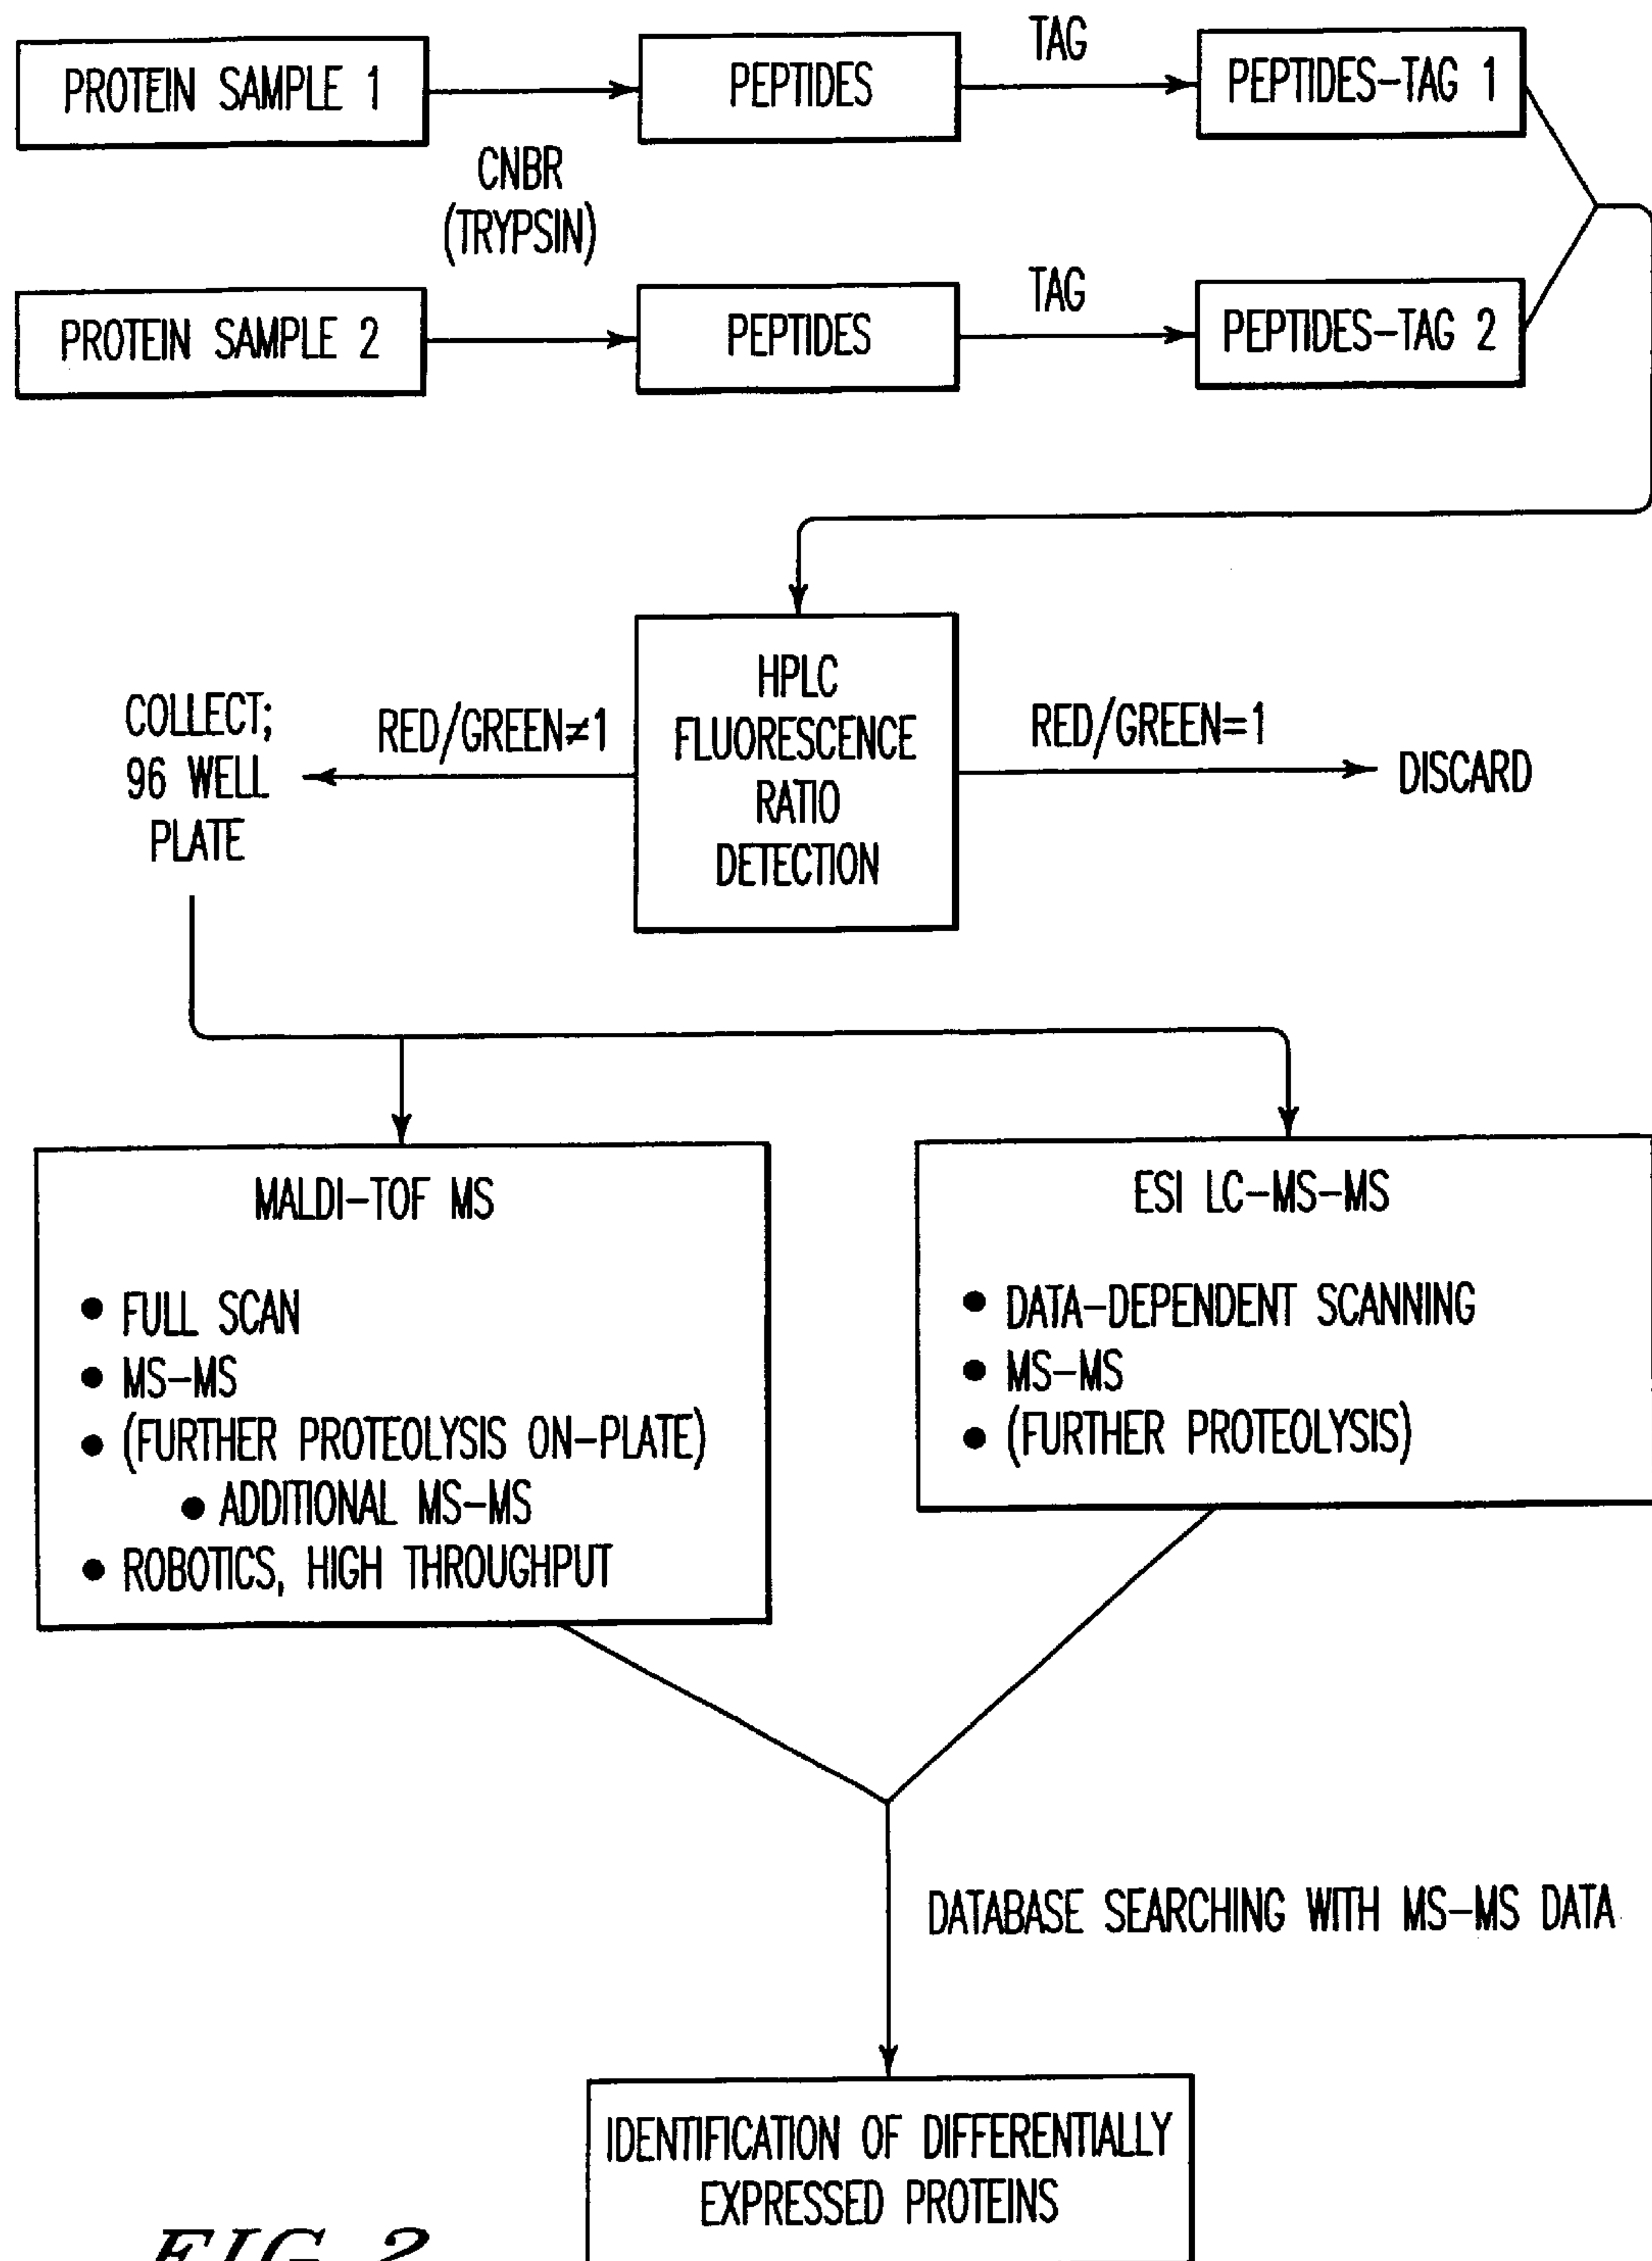 PROTEIN SAMPLE 1
PEPTIDES
TAG
PEPTIDES-TAG 1
CNBR
(TRYPSIN)
PROTEIN SAMPLE 2
PEPTIDES
TAG
PEPTIDES-TAG 2
HPLC
FLUORESCENCE
RATIO
DETECTION
COLLECT;
96 WELL
PLATE
RED/GREEN≠1
RED/GREEN=1
DISCARD
MALDI-TOF MS
● FULL SCAN
● MS-MS
● (FURTHER PROTEOLYSIS ON-PLATE)
● ADDITIONAL MS-MS
● ROBOTICS, HIGH THROUGHPUT
ESI LC-MS-MS
● DATA-DEPENDENT SCANNING
● MS-MS
● (FURTHER PROTEOLYSIS)
DATABASE SEARCHING WITH MS-MS DATA
IDENTIFICATION OF DIFFERENTIALLY
EXPRESSED PROTEINS
FIG. 2